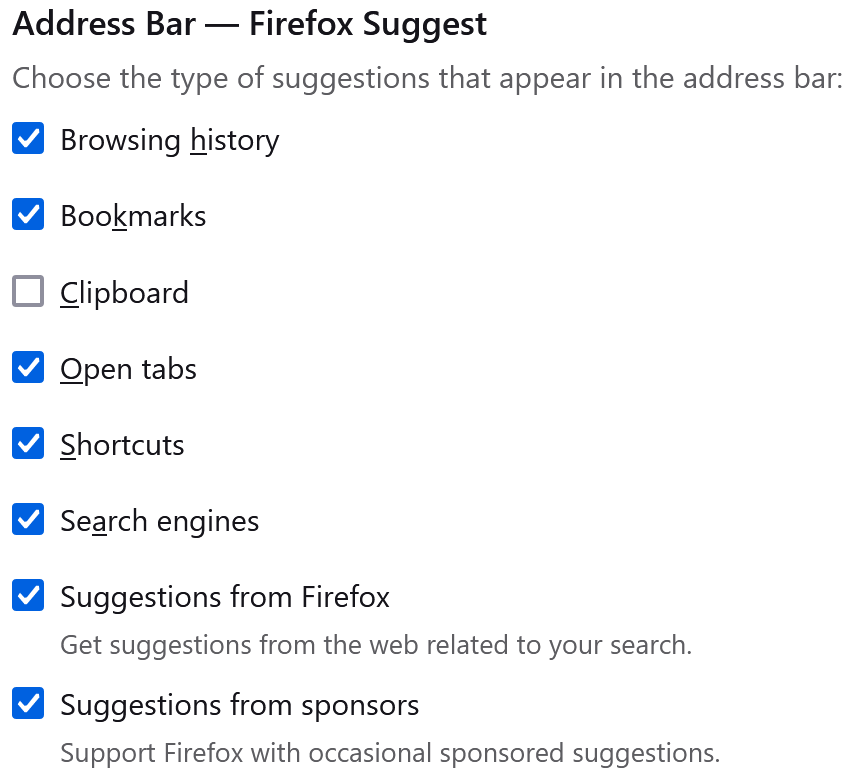 Address Bar — Firefox Suggest
Choose the type of suggestions that appear in the address bar:
Browsing history
Bookmarks
Clipboard
Open tabs
Shortcuts
Search engines
Suggestions from Firefox
Get suggestions from the web related to your search.
Suggestions from sponsors
Support Firefox with occasional sponsored suggestions.